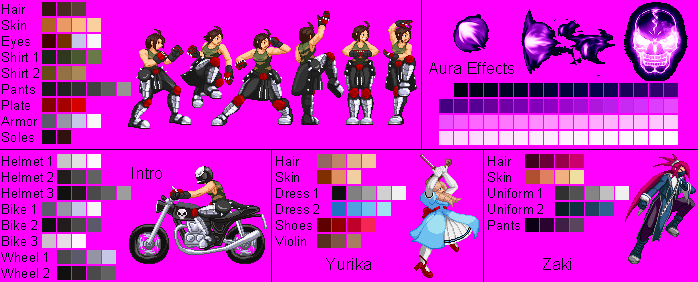 Hair
Skin
Eyes
Shirt 1
Shirt 2
Pants
Plate
Armor
Soles
Aura Effects
Helmet 1
Helmet 2
Helmet 3
Bike 1
Bike 2
Bike 3
Wheel 1
Wheel 2
Intro
Hair
Skin
Dress 1
Dress 2
Shoes
Violin
Yurika
Hair
Skin
Uniform 1
Uniform 2
Pants
Zaki